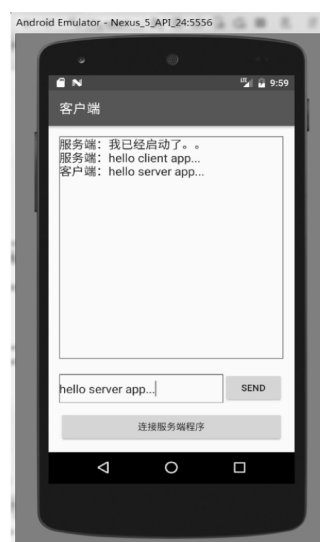 Android Emulator - Nexus_5_API_24:5556
9:59
客户端
服务端：我已经启动了。。
服务端：hello client app...
客户端：hello server app...
hello server app...
SEND
连接服务端程序